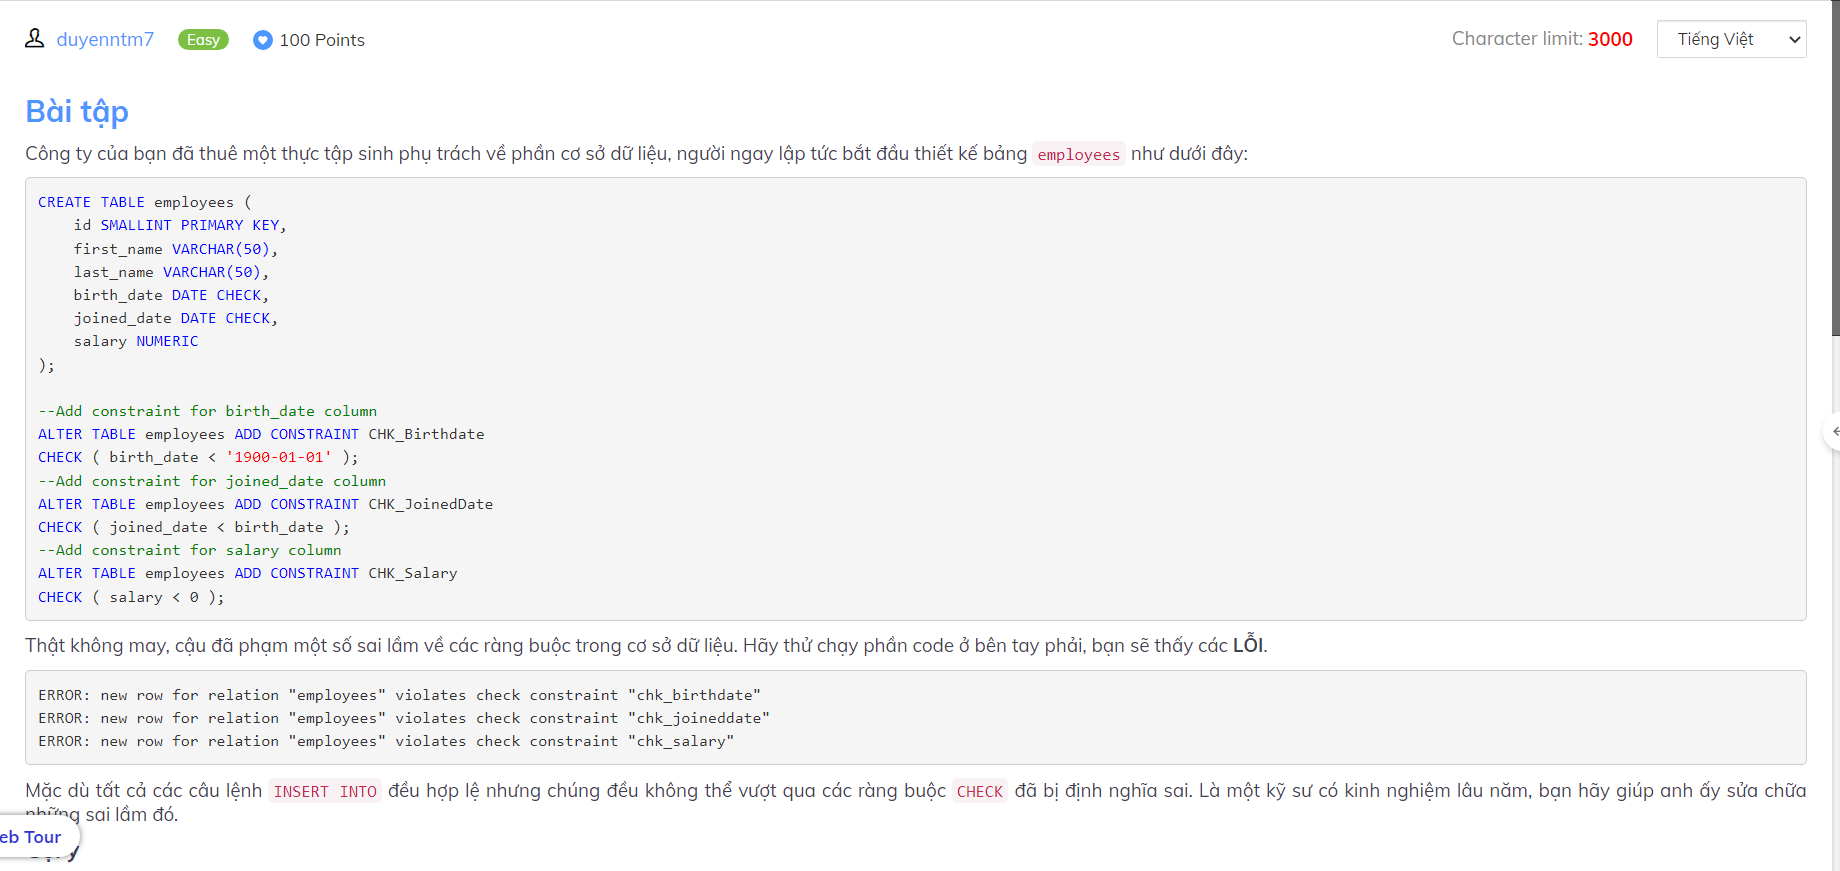 duyenntm7 Easy 100 Points Character limit: 3000 Tiếng Việt
Bài tập
Công ty của bạn đã thuê một thực tập sinh phụ trách về phần cơ sở dữ liệu, người ngay lập tức bắt đầu thiết kế bảng employees như dưới đây:
CREATE TABLE employees (
    id SMALLINT PRIMARY KEY,
    first_name VARCHAR(50),
    last_name VARCHAR(50),
    birth_date DATE CHECK,
    joined_date DATE CHECK,
    salary NUMERIC
);
--Add constraint for birth_date column
ALTER TABLE employees ADD CONSTRAINT CHK_Birthdate
CHECK ( birth_date < '1900-01-01' );
--Add constraint for joined_date column
ALTER TABLE employees ADD CONSTRAINT CHK_JoinedDate
CHECK ( joined_date < birth_date );
--Add constraint for salary column
ALTER TABLE employees ADD CONSTRAINT CHK_Salary
CHECK ( salary < 0 );
Thật không may, cậu đã phạm một số sai lầm về các ràng buộc trong cơ sở dữ liệu. Hãy thử chạy phần code ở bên tay phải, bạn sẽ thấy các LỖI.
ERROR: new row for relation "employees" violates check constraint "chk_birthdate"
ERROR: new row for relation "employees" violates check constraint "chk_joineddate"
ERROR: new row for relation "employees" violates check constraint "chk_salary"
Mặc dù tất cả các câu lệnh INSERT INTO đều hợp lệ nhưng chúng đều không thể vượt qua các ràng buộc CHECK đã bị định nghĩa sai. Là một kỹ sư có kinh nghiệm lâu năm, bạn hãy giúp anh ấy sửa chữa
những sai lầm đó.
eb Tour